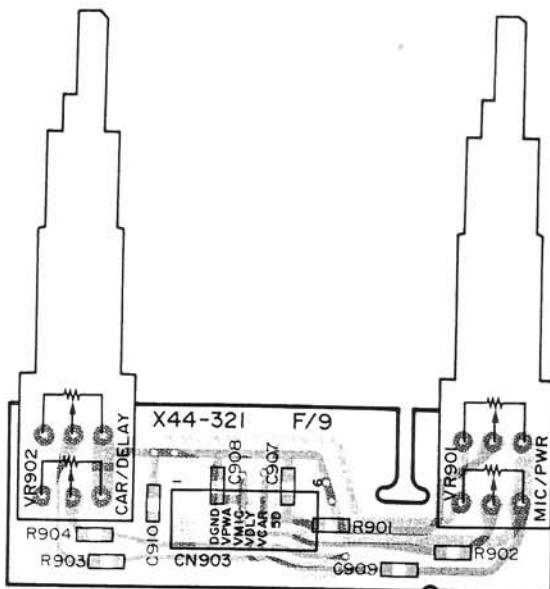 X44-321 F/9
VR902
CAR/DELAY
VR901
MIC/PWR
C908
C907
1
6
DGND
VPWA
VMIC
VDLY
VCAR
5D
R901
R904
C910
R903
CN903
R902
C909